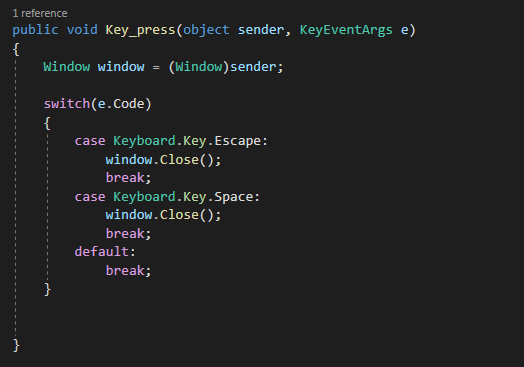 1 reference
public void Key_press(object sender, KeyEventArgs e)
{
    Window window = (Window)sender;

    switch(e.Code)
    {
        case Keyboard.Key.Escape:
            window.Close();
            break;
        case Keyboard.Key.Space:
            window.Close();
            break;
        default:
            break;
    }


}